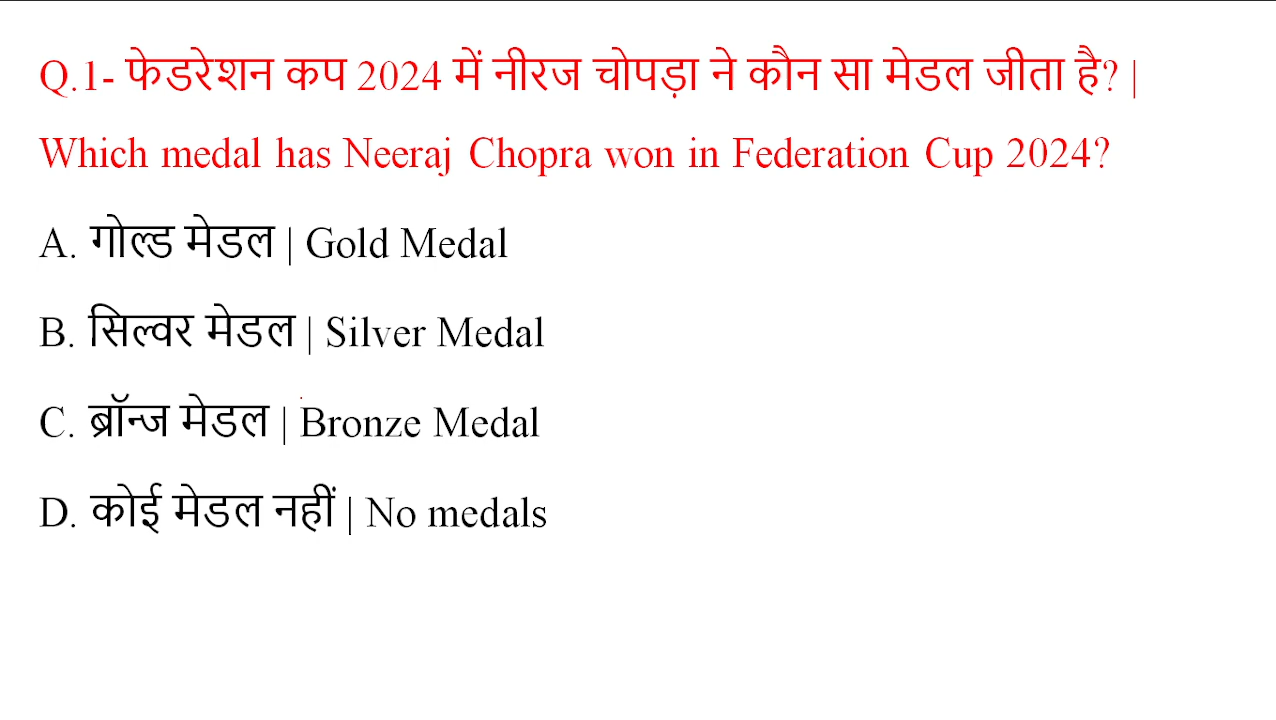 Q.1- फेडरेशन कप 2024 में नीरज चोपड़ा ने कौन सा मेडल जीता है? |
Which medal has Neeraj Chopra won in Federation Cup 2024?
A. गोल्ड मेडल | Gold Medal
B. सिल्वर मेडल | Silver Medal
C. ब्रॉन्ज मेडल | Bronze Medal
D. कोई मेडल नहीं | No medals